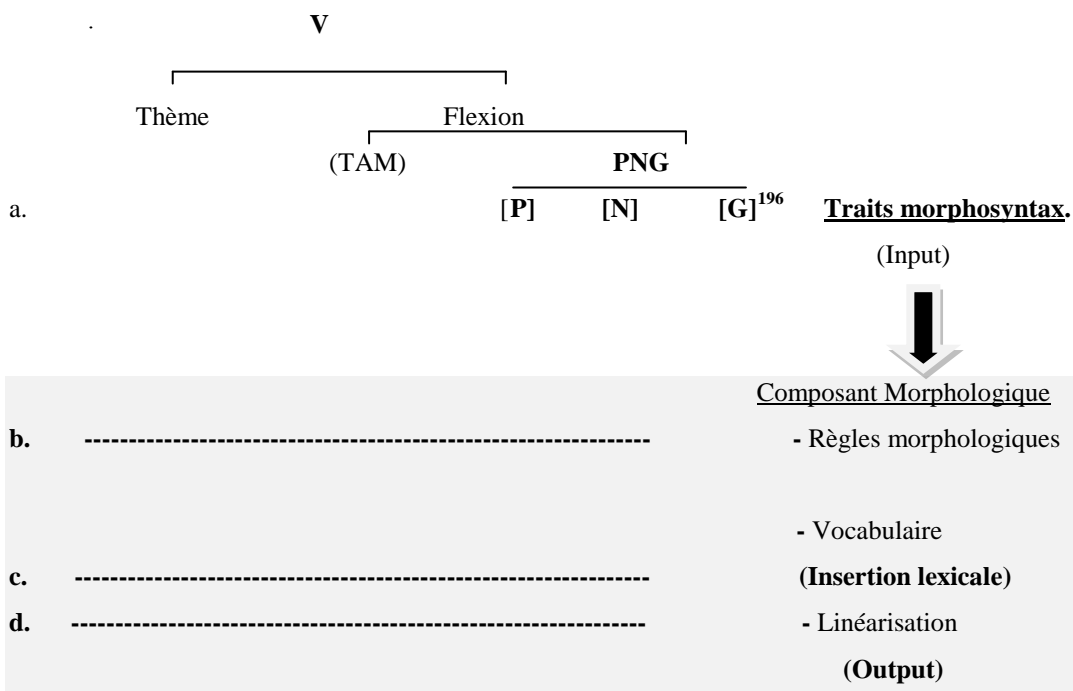 V
Thème Flexion
(TAM) PNG
a. [P] [N] [G]196 Traits morphosyntax.
(Input)
Composant Morphologique
b. ---------------------------------------------------------------- - Règles morphologiques
- Vocabulaire
c. ----------------------------------------------------------------- (Insertion lexicale)
d. ----------------------------------------------------------------- - Linéarisation
(Output)